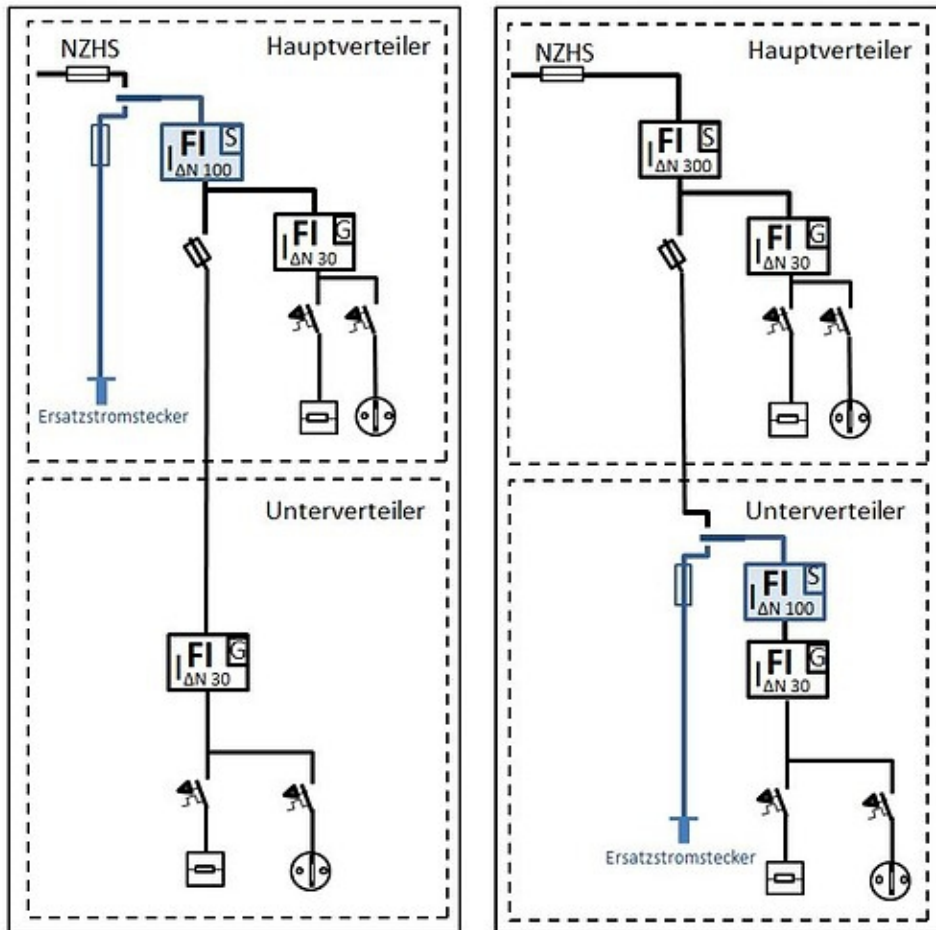 Hauptverteiler
NZHS
FI S
I ΔN 100
FI G
I ΔN 30
Ersatzstromstecker
Unterverteiler
FI G
I ΔN 30
Hauptverteiler
NZHS
FI S
I ΔN 300
FI G
I ΔN 30
Unterverteiler
FI S
I ΔN 100
FI G
I ΔN 30
Ersatzstromstecker